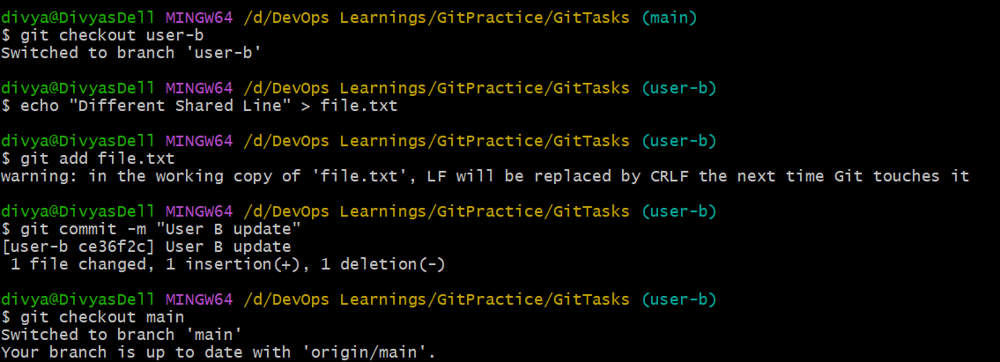 divya@DivyasDell MINGW64 /d/DevOps Learnings/GitPractice/GitTasks (main)
$ git checkout user-b
Switched to branch 'user-b'
divya@DivyasDell MINGW64 /d/DevOps Learnings/GitPractice/GitTasks (user-b)
$ echo "Different Shared Line" > file.txt
divya@DivyasDell MINGW64 /d/DevOps Learnings/GitPractice/GitTasks (user-b)
$ git add file.txt
warning: in the working copy of 'file.txt', LF will be replaced by CRLF the next time Git touches it
divya@DivyasDell MINGW64 /d/DevOps Learnings/GitPractice/GitTasks (user-b)
$ git commit -m "User B update"
[user-b ce36f2c] User B update
 1 file changed, 1 insertion(+), 1 deletion(-)
divya@DivyasDell MINGW64 /d/DevOps Learnings/GitPractice/GitTasks (user-b)
$ git checkout main
Switched to branch 'main'
Your branch is up to date with 'origin/main'.